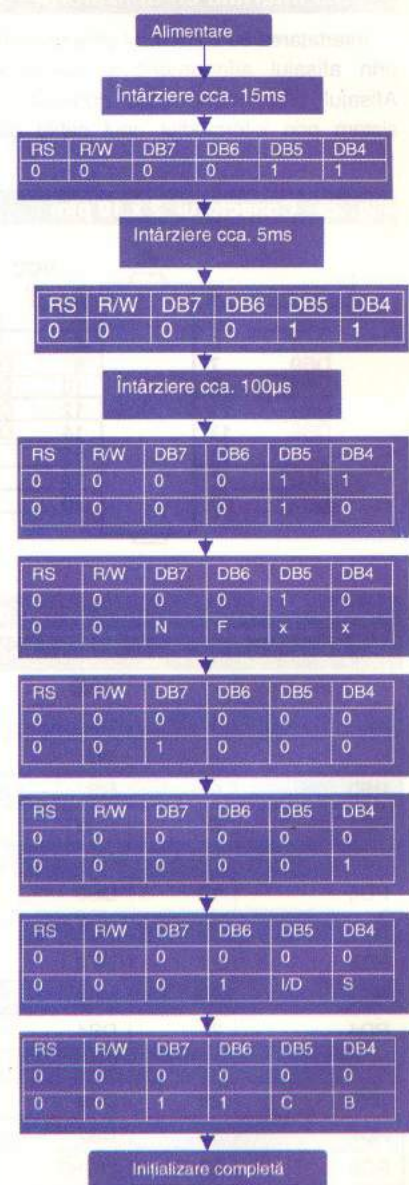 Alimentare
Întârziere cca. 15ms
RS R/W DB7 DB6 DB5 DB4
0 0 0 0 1 1
Intârziere cca. 5ms
RS R/W DB7 DB6 DB5 DB4
0 0 0 0 1 1
Întârziere cca. 100µs
RS R/W DB7 DB6 DB5 DB4
0 0 0 0 1 1
0 0 0 0 1 0
RS R/W DB7 DB6 DB5 DB4
0 0 0 0 1 0
0 0 N F x x
RS R/W DB7 DB6 DB5 DB4
0 0 0 0 0 0
0 0 1 0 0 0
RS R/W DB7 DB6 DB5 DB4
0 0 0 0 0 0
0 0 0 0 0 1
RS R/W DB7 DB6 DB5 DB4
0 0 0 0 0 0
0 0 0 1 I/D S
RS R/W DB7 DB6 DB5 DB4
0 0 0 0 0 0
0 0 1 1 C B
Inițializare completă